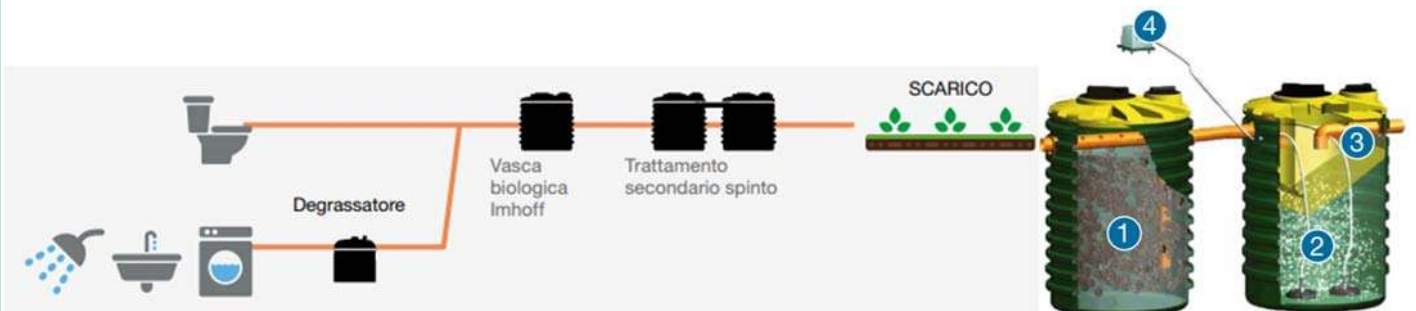 4
SCARICO
3
Vasca
biologica
Imhoff
Trattamento
secondario spinto
Degrassatore
1
2